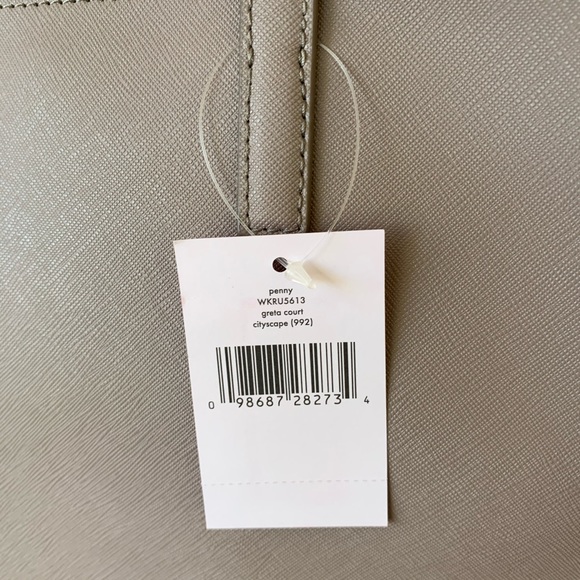 penny
WKRU5613
greta court
cityscape (992)
0 98687 28273 4